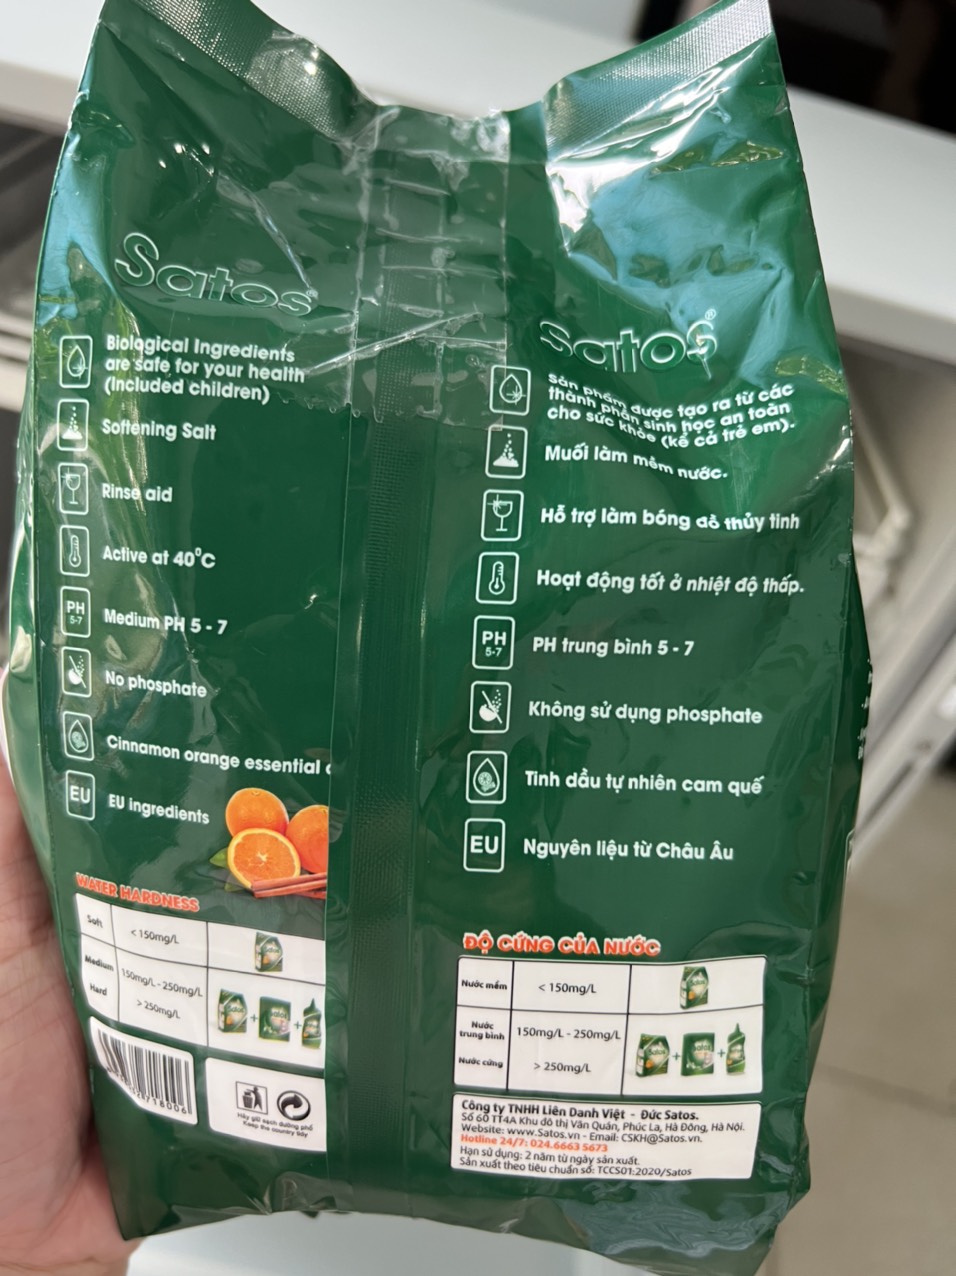 Satos®
Biological Ingredients
are safe for your health
(Included children)
Softening Salt
Rinse aid
Active at 40°C
PH
5-7
Medium PH 5 - 7
No phosphate
Cinnamon orange essential
EU
EU ingredients
WATER HARDNESS
Soft
< 150mg/L
Medium
150mg/L - 250mg/L
Hard
> 250mg/L
+
+
Hãy giữ sạch đường phố
Keep the country tidy
satos®
Sản phẩm được tạo ra từ các
thành phần sinh học an toàn
cho sức khỏe (kể cả trẻ em).
Muối làm mềm nước.
Hỗ trợ làm bóng đồ thủy tinh
Hoạt động tốt ở nhiệt độ thấp.
PH
5-7
PH trung bình 5 - 7
Không sử dụng phosphate
Tinh dầu tự nhiên cam quế
EU
Nguyên liệu từ Châu Âu
ĐỘ CỨNG CỦA NƯỚC
Nước mềm
< 150mg/L
Nước
trung bình
150mg/L - 250mg/L
Nước cứng
> 250mg/L
+
+
Công ty TNHH Liên Danh Việt - Đức Satos.
Số 60 TT4A Khu đô thị Văn Quán, Phúc La, Hà Đông, Hà Nội.
Website: www.Satos.vn - Email: CSKH@Satos.vn.
Hotline 24/7: 024.6663 5673
Hạn sử dụng: 2 năm từ ngày sản xuất.
Sản xuất theo tiêu chuẩn số: TCCS01:2020/Satos